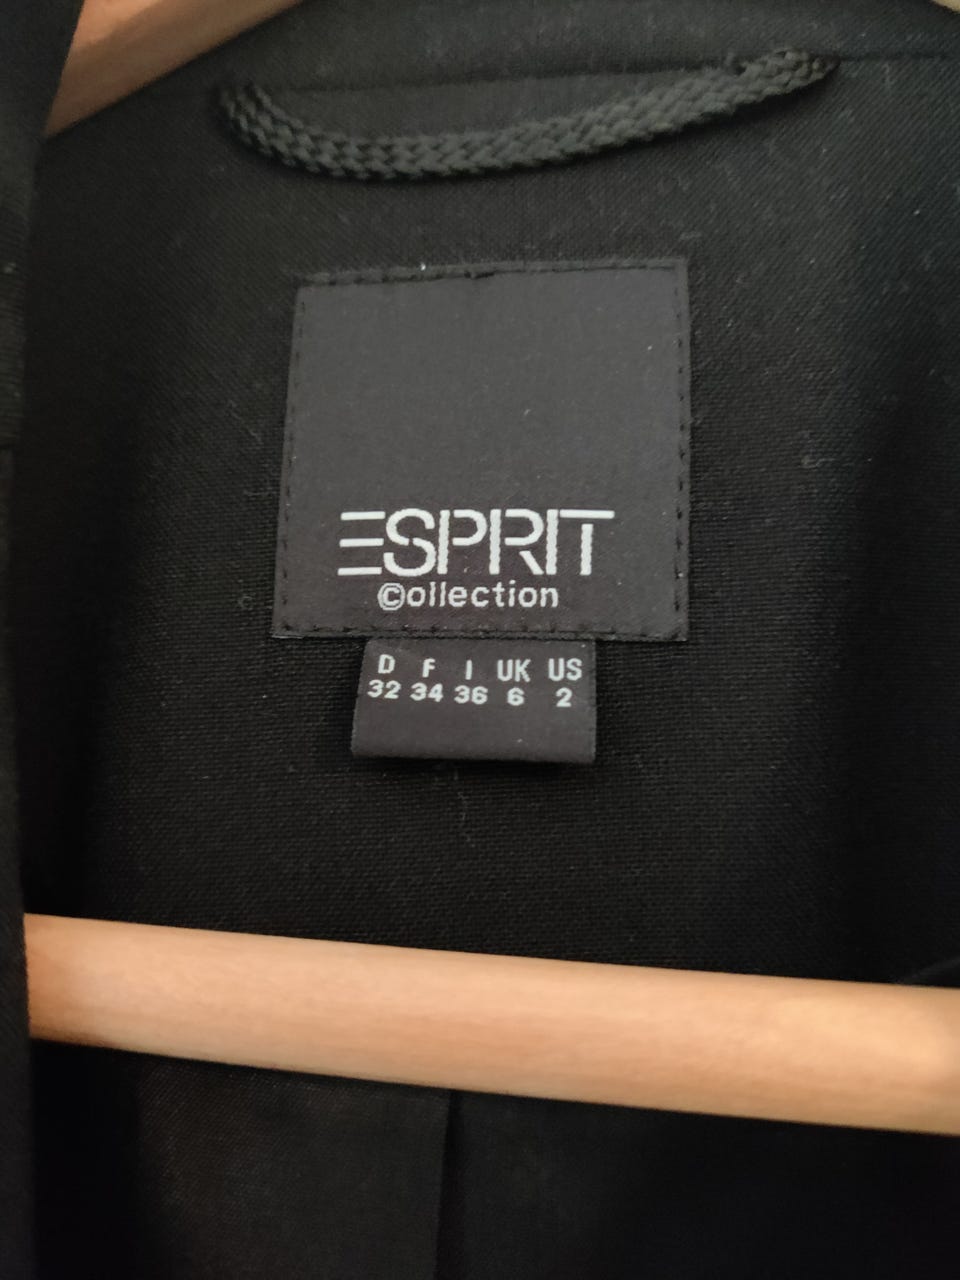 ESPRIT
©ollection
D F I UK US
32 34 36 6 2